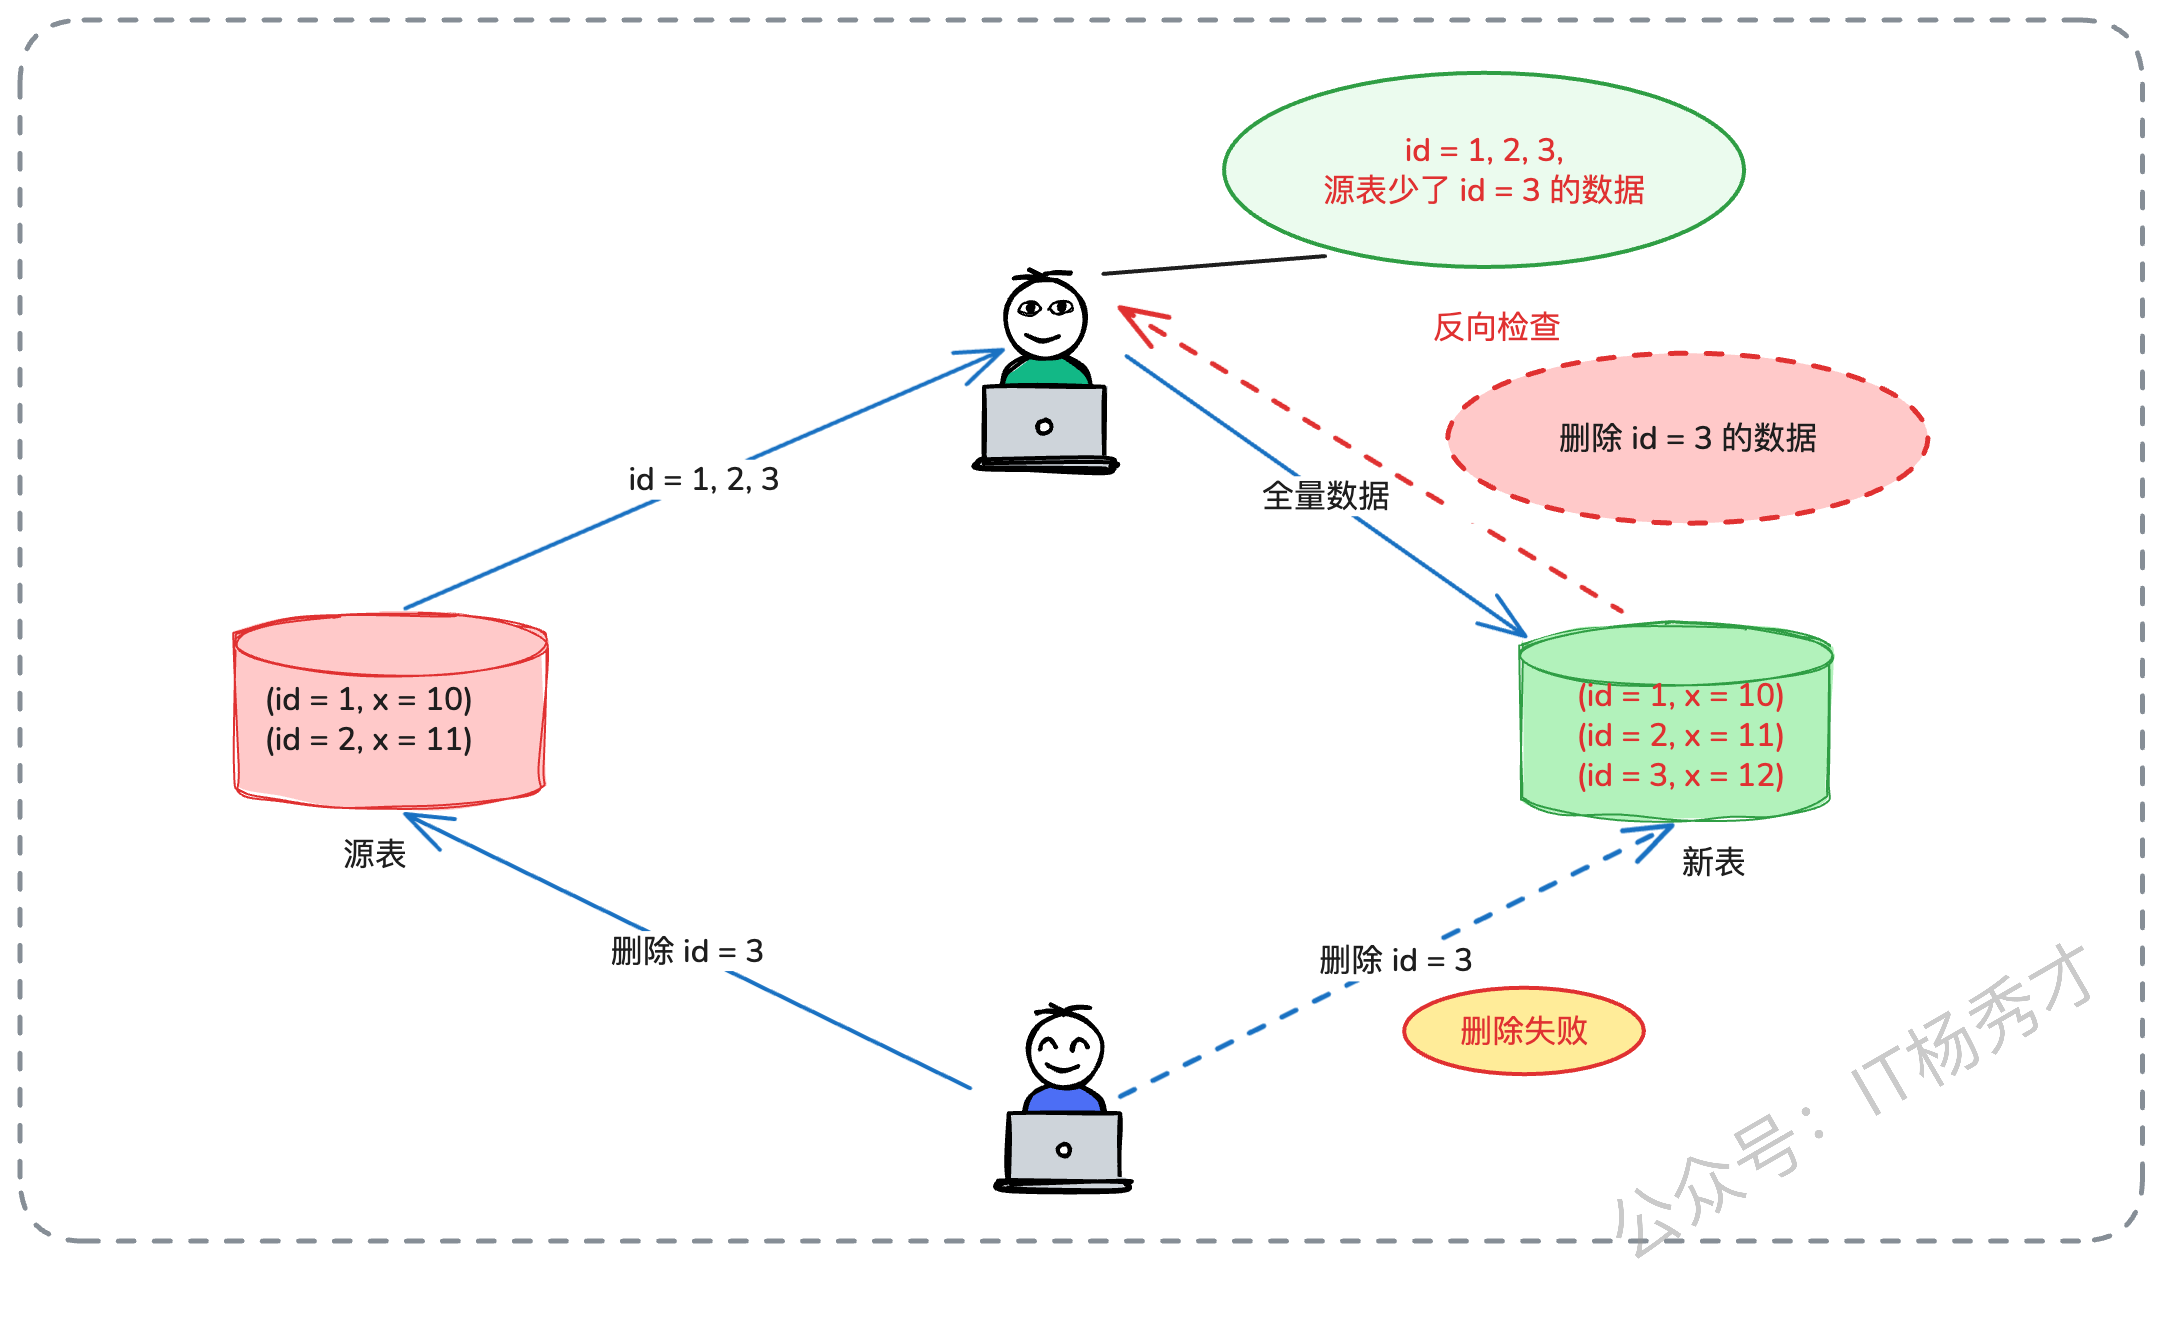 id = 1, 2, 3,
源表少了 id = 3 的数据
反向检查
删除 id = 3 的数据
id = 1, 2, 3
全量数据
(id = 1, x = 10)
(id = 2, x = 11)
(id = 1, x = 10)
(id = 2, x = 11)
(id = 3, x = 12)
源表
新表
删除 id = 3
删除 id = 3
删除失败
公众号：IT杨秀才